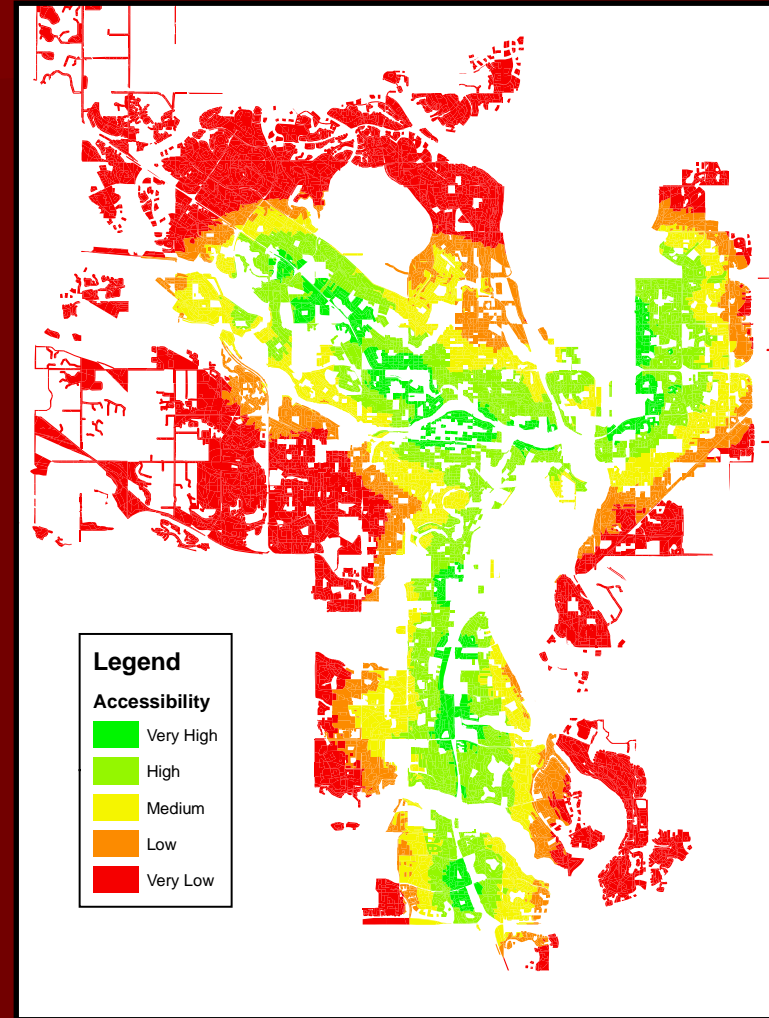 Legend
Accessibility
Very High
High
Medium
Low
Very Low